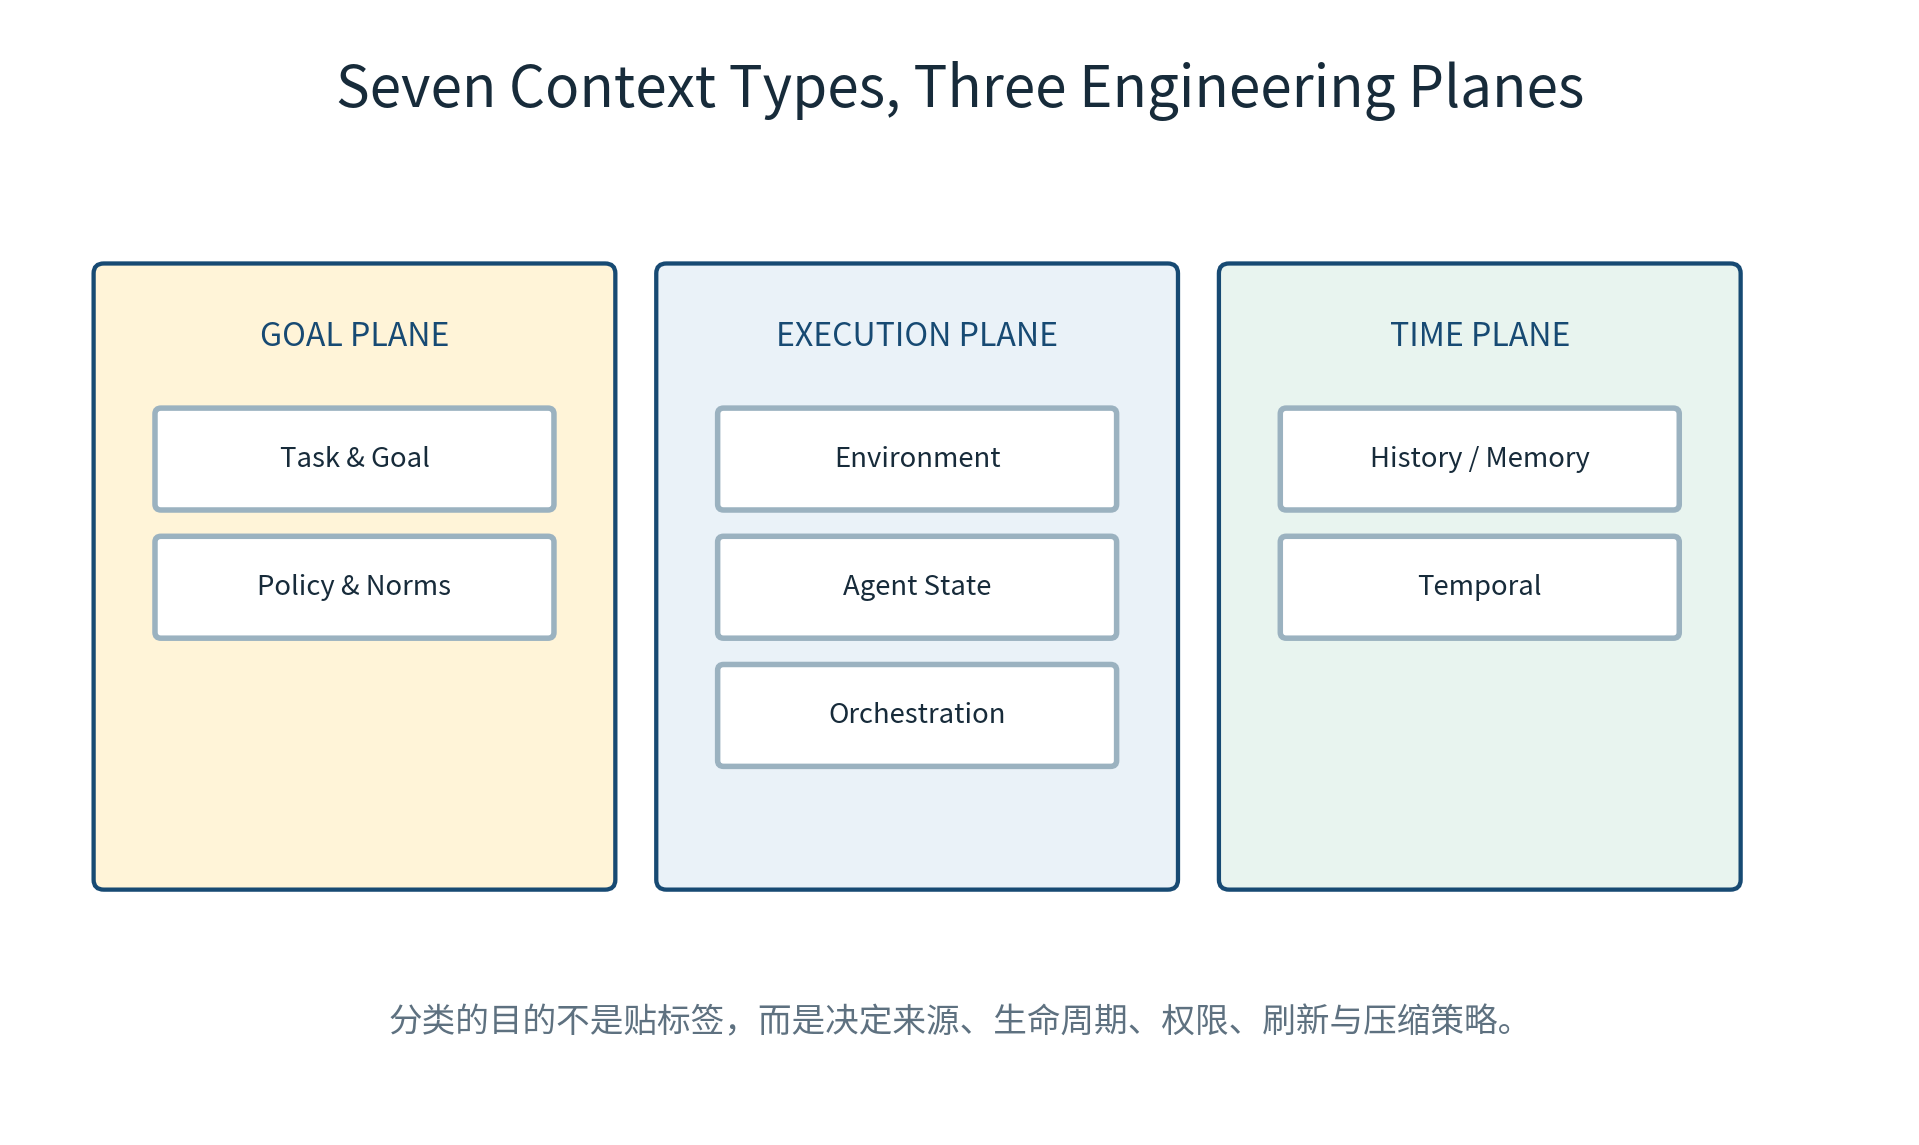 Seven Context Types, Three Engineering Planes
GOAL PLANE
Task & Goal
Policy & Norms
EXECUTION PLANE
Environment
Agent State
Orchestration
TIME PLANE
History / Memory
Temporal
分类的目的不是贴标签，而是决定来源、生命周期、权限、刷新与压缩策略。